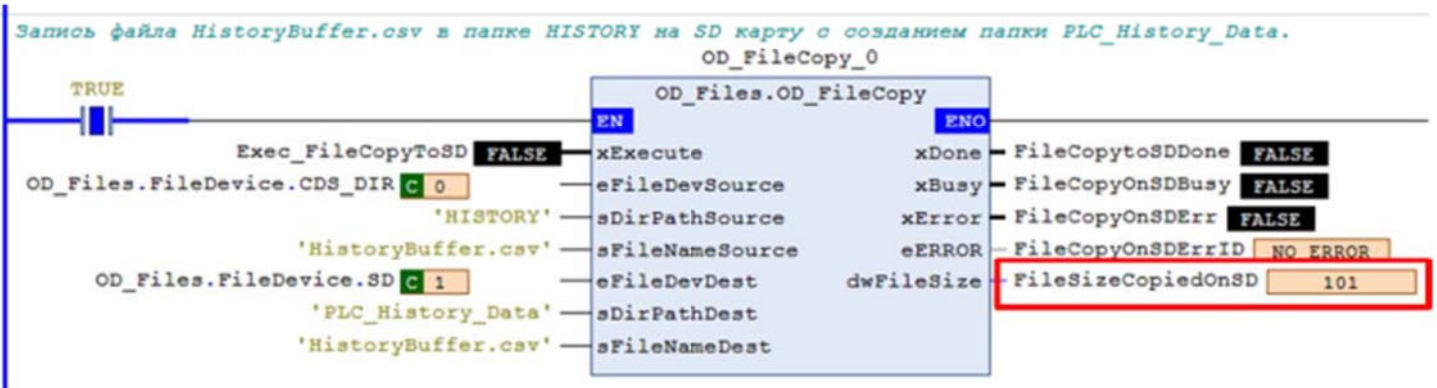 Запись файла HistoryBuffer.csv в папке HISTORY на SD карту с созданием папки PLC_History_Data.
OD_FileCopy_0
TRUE
OD_Files.OD_FileCopy
EN ENO
Exec_FileCopyToSD FALSE xExecute xDone FileCopytoSDDone FALSE
OD_Files.FileDevice.CDS_DIR C 0 eFileDevSource xBusy FileCopyOnSDBusy FALSE
'HISTORY' sDirPathSource xError FileCopyOnSDErr FALSE
'HistoryBuffer.csv' sFileNameSource eERROR FileCopyOnSDErrID NO_ERROR
OD_Files.FileDevice.SD C 1 eFileDevDest dwFileSize FileSizeCopiedOnSD 101
'PLC_History_Data' sDirPathDest
'HistoryBuffer.csv' sFileNameDest